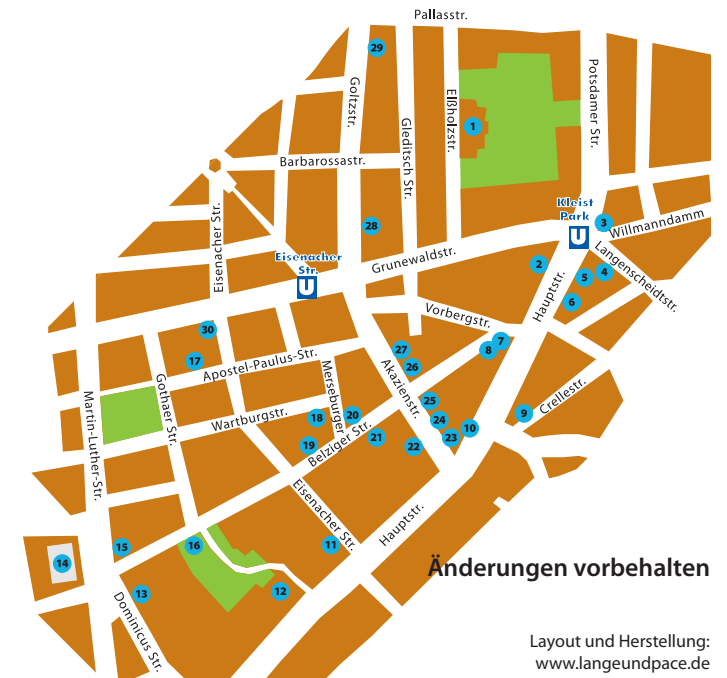 Pallasstr.
29
Goltzstr.
Gleditsch Str.
Elßholzstr.
Potsdamer Str.
1
Barbarossastr.
Kleist
Park
U
3
Willmanndamm
28
Eisenacher Str.
Eisenacher
Str.
U
Grunewaldstr.
2
Hauptstr.
5
4
Langenscheidtstr.
6
Vorbergstr.
30
17
Apostel-Paulus-Str.
27
26
7
8
Akazienstr.
Merseburger
Martin-Luther-Str.
Gothaer Str.
Wartburgstr.
18
20
25
24
9
Crellestr.
19
Belziger Str.
21
22
23
10
Eisenacher Str.
Hauptstr.
15
16
11
14
13
12
Dominicus Str.
Änderungen vorbehalten
Layout und Herstellung:
www.langeundpace.de